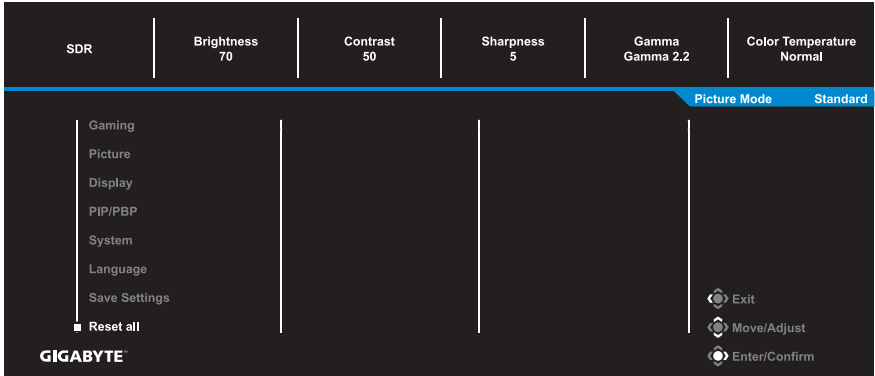 SDR
Brightness
70
Contrast
50
Sharpness
5
Gamma
Gamma 2.2
Color Temperature
Normal
Picture Mode Standard
Gaming
Picture
Display
PIP/PBP
System
Language
Save Settings
Reset all
Exit
Move/Adjust
Enter/Confirm
GIGABYTE™